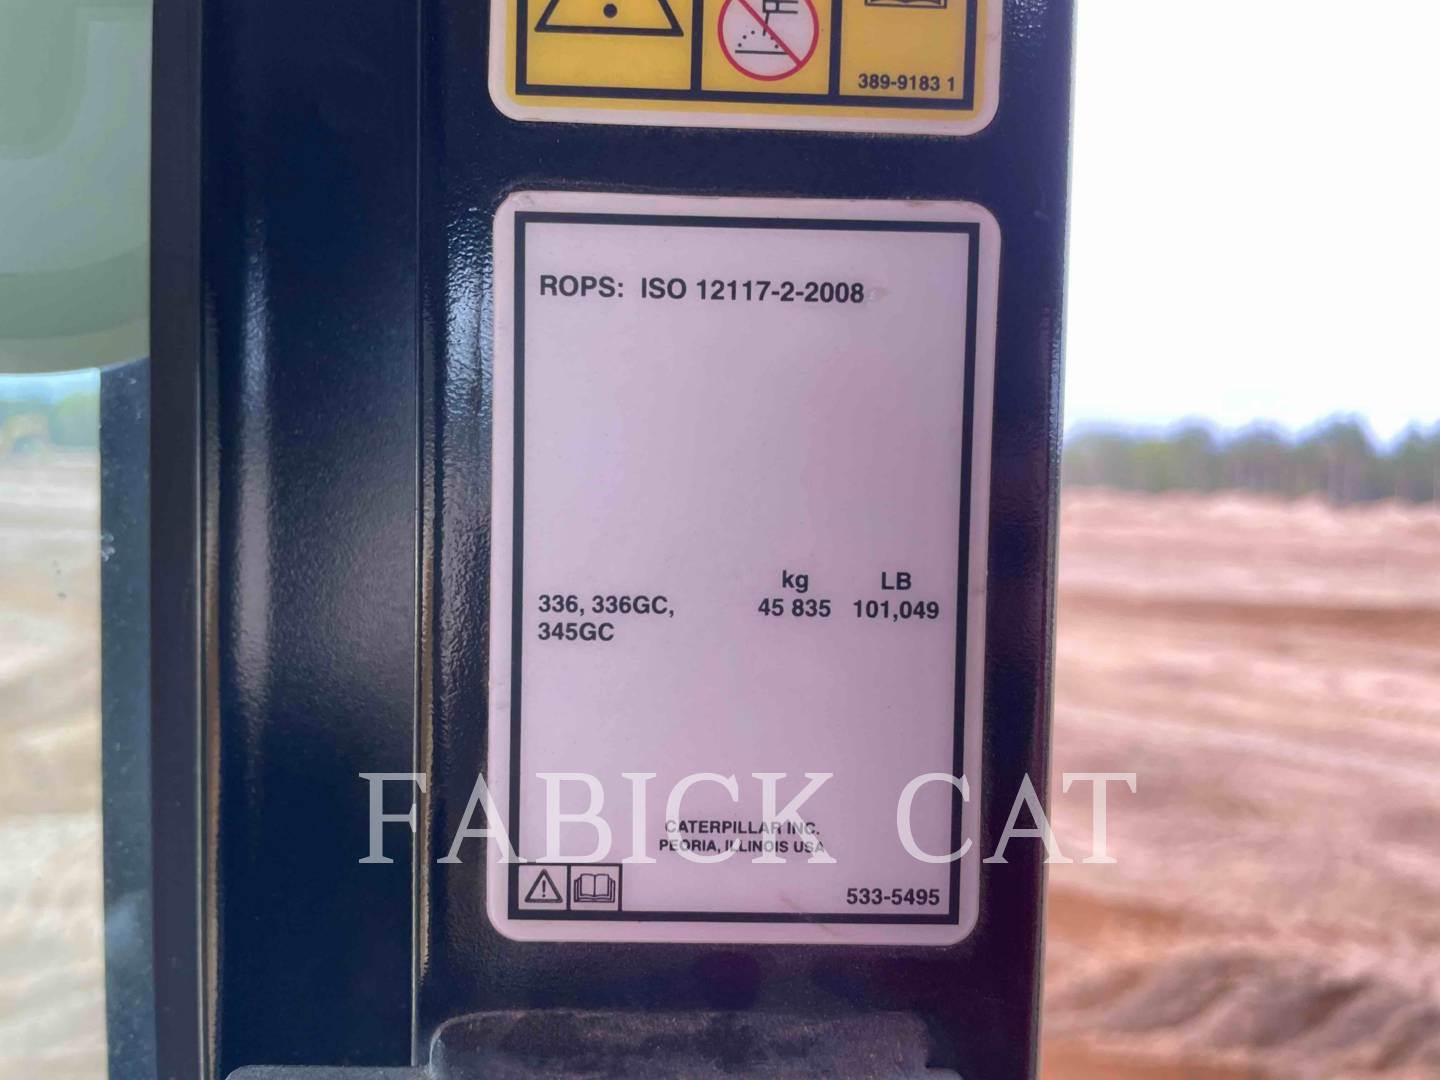 389-9183 1
ROPS: ISO 12117-2-2008
kg LB
336, 336GC, 45 835 101,049
345GC
FABICK CAT
CATERPILLAR INC.
PEORIA, ILLINOIS USA
533-5495